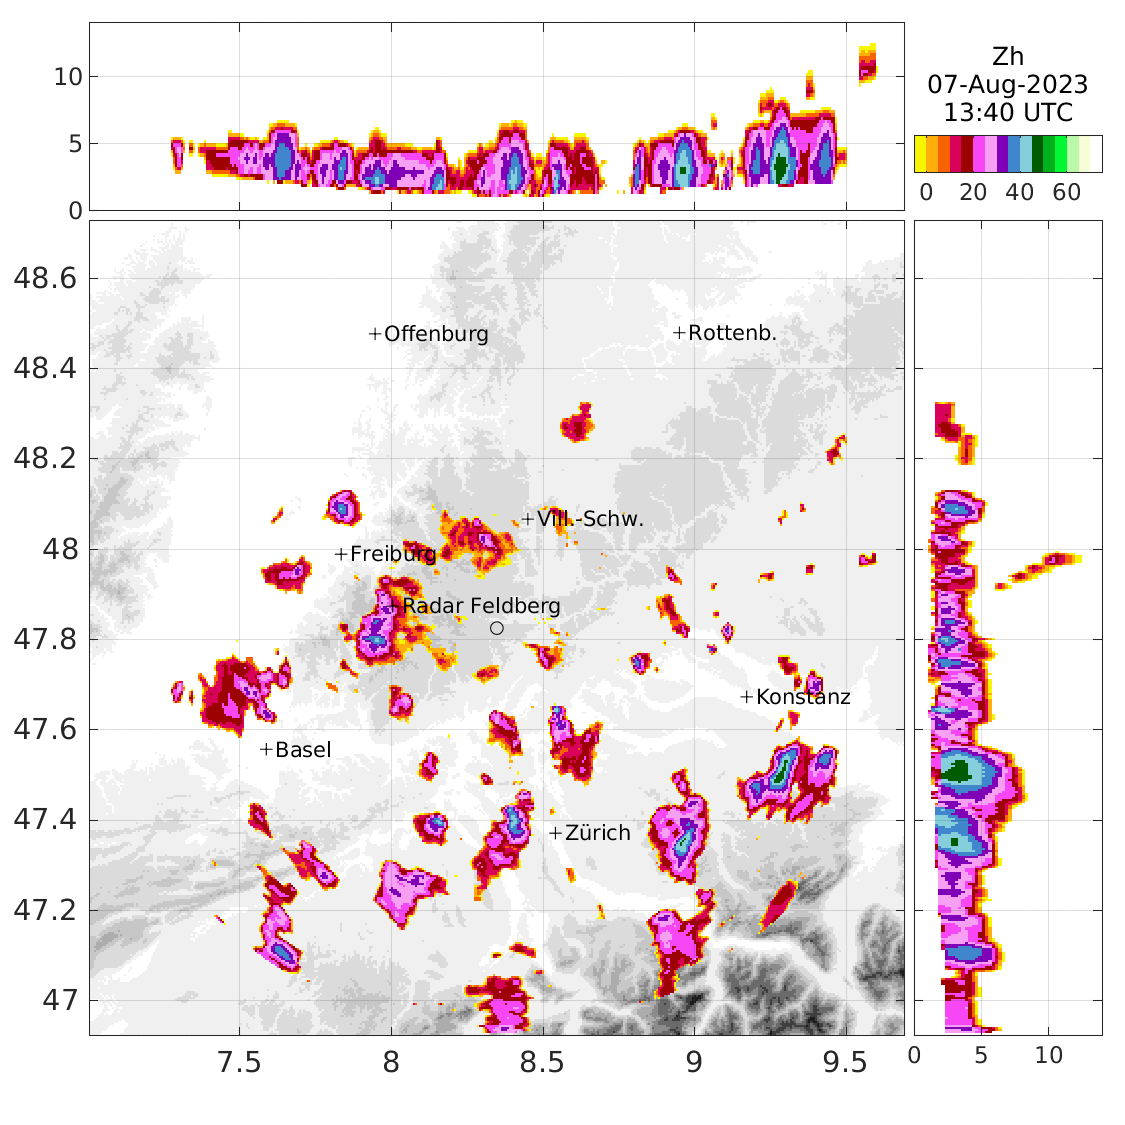 10
5
0
Zh
07-Aug-2023
13:40 UTC
0 20 40 60
48.6
48.4
48.2
48
47.8
47.6
47.4
47.2
47
+Offenburg
+Rottenb.
+Vill.-Schw.
+Freiburg
+Radar Feldberg
+Konstanz
+Basel
+Zürich
7.5 8 8.5 9 9.5
0 5 10